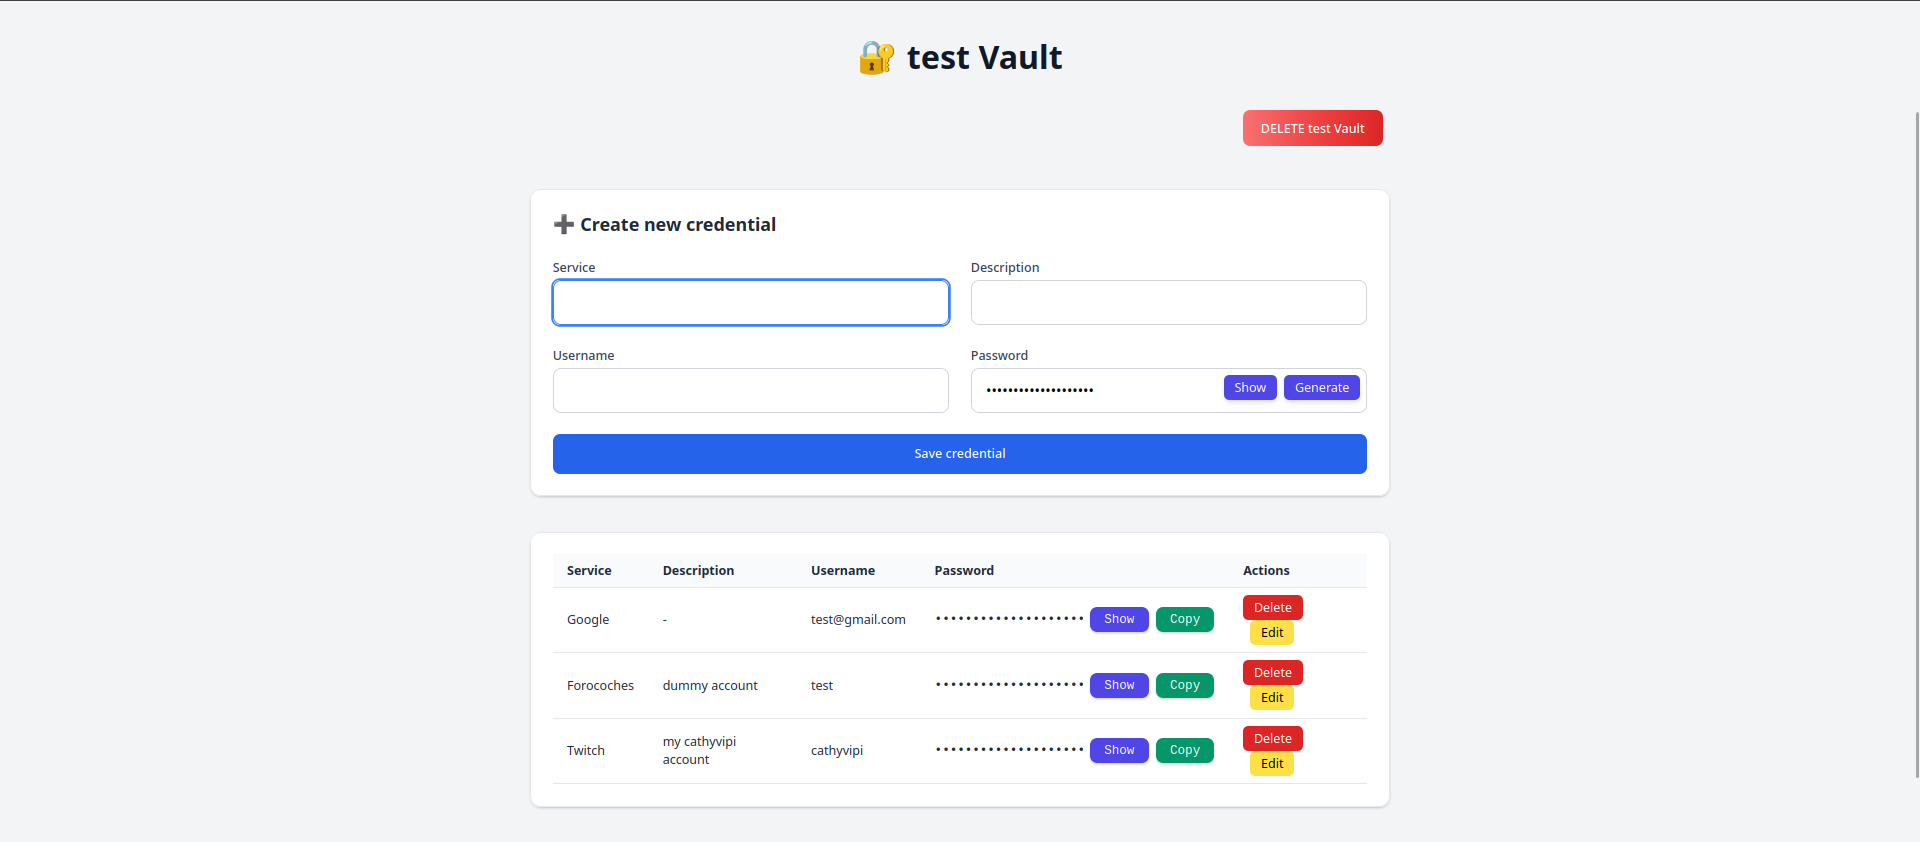 🔐 test Vault
DELETE test Vault
➕ Create new credential
Service Description
Username Password
•••••••••••••••••••• Show Generate
Save credential
Service Description Username Password Actions
Google - test@gmail.com •••••••••••••••••••• Show Copy Delete
Edit
Forocoches dummy account test •••••••••••••••••••• Show Copy Delete
Edit
Twitch my cathyvipi account cathyvipi •••••••••••••••••••• Show Copy Delete
Edit